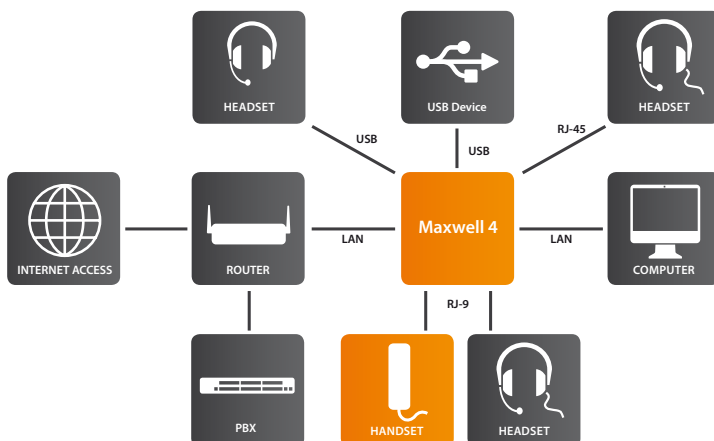 HEADSET
USB Device
HEADSET
USB
USB
RJ-45
INTERNET ACCESS
ROUTER
LAN
Maxwell 4
LAN
COMPUTER
RJ-9
PBX
HANDSET
HEADSET